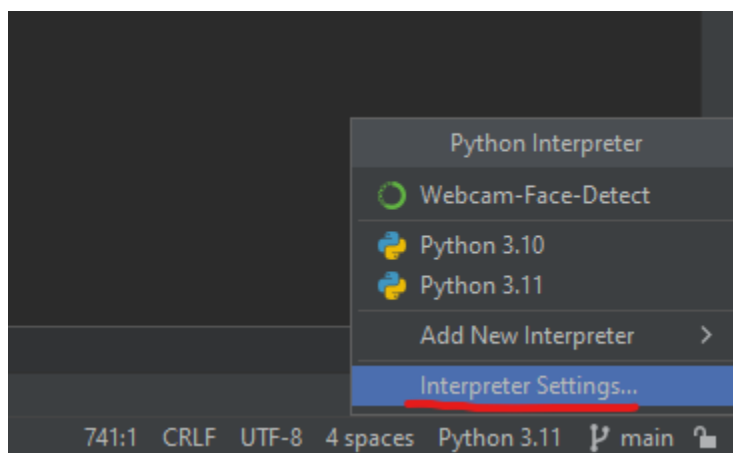 Python Interpreter
Webcam-Face-Detect
Python 3.10
Python 3.11
Add New Interpreter
Interpreter Settings...
741:1 CRLF UTF-8 4 spaces Python 3.11 main